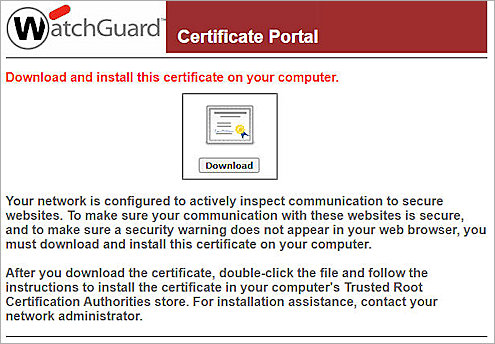 WatchGuard
Certificate Portal
Download and install this certificate on your computer.
Download
Your network is configured to actively inspect communication to secure
websites. To make sure your communication with these websites is secure,
and to make sure a security warning does not appear in your web browser, you
must download and install this certificate on your computer.
After you download the certificate, double-click the file and follow the
instructions to install the certificate in your computer's Trusted Root
Certification Authorities store. For installation assistance, contact your
network administrator.